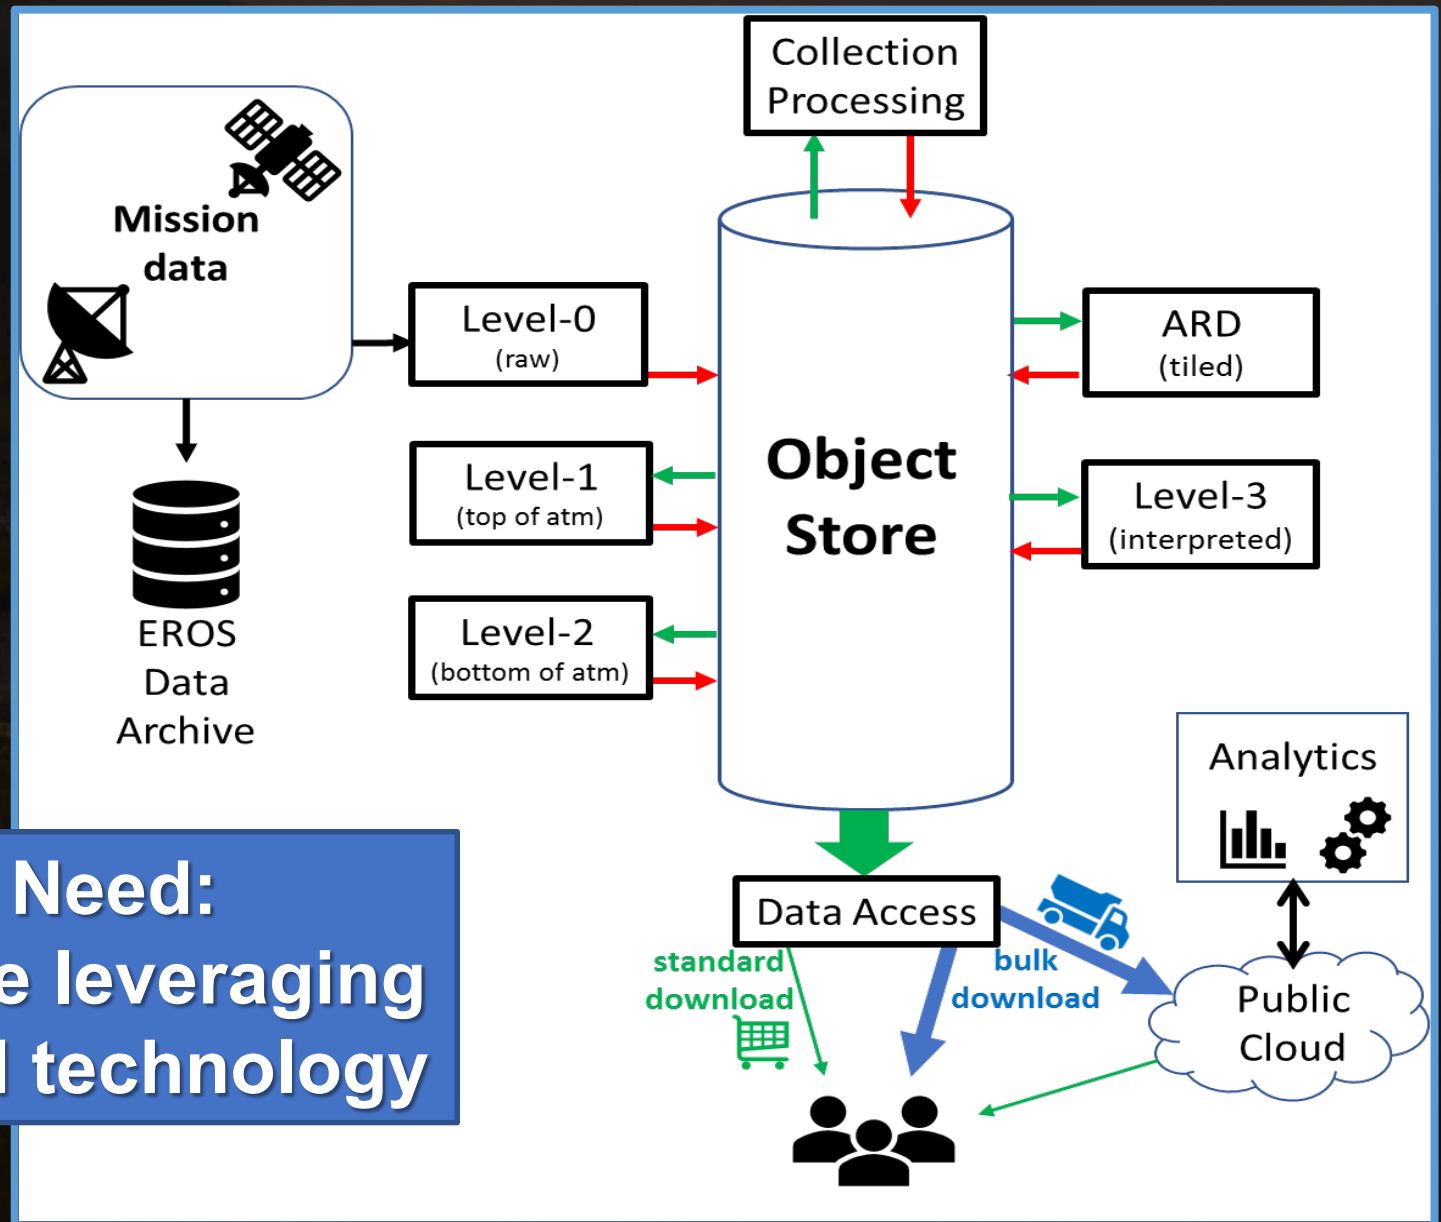 Collection
Processing
Mission
data
Level-0
(raw)
ARD
(tiled)
Object
Store
Level-1
(top of atm)
Level-3
(interpreted)
Level-2
(bottom of atm)
EROS
Data
Archive
Analytics
Need:
leveraging
technology
Data Access
standard
download
bulk
download
Public
Cloud